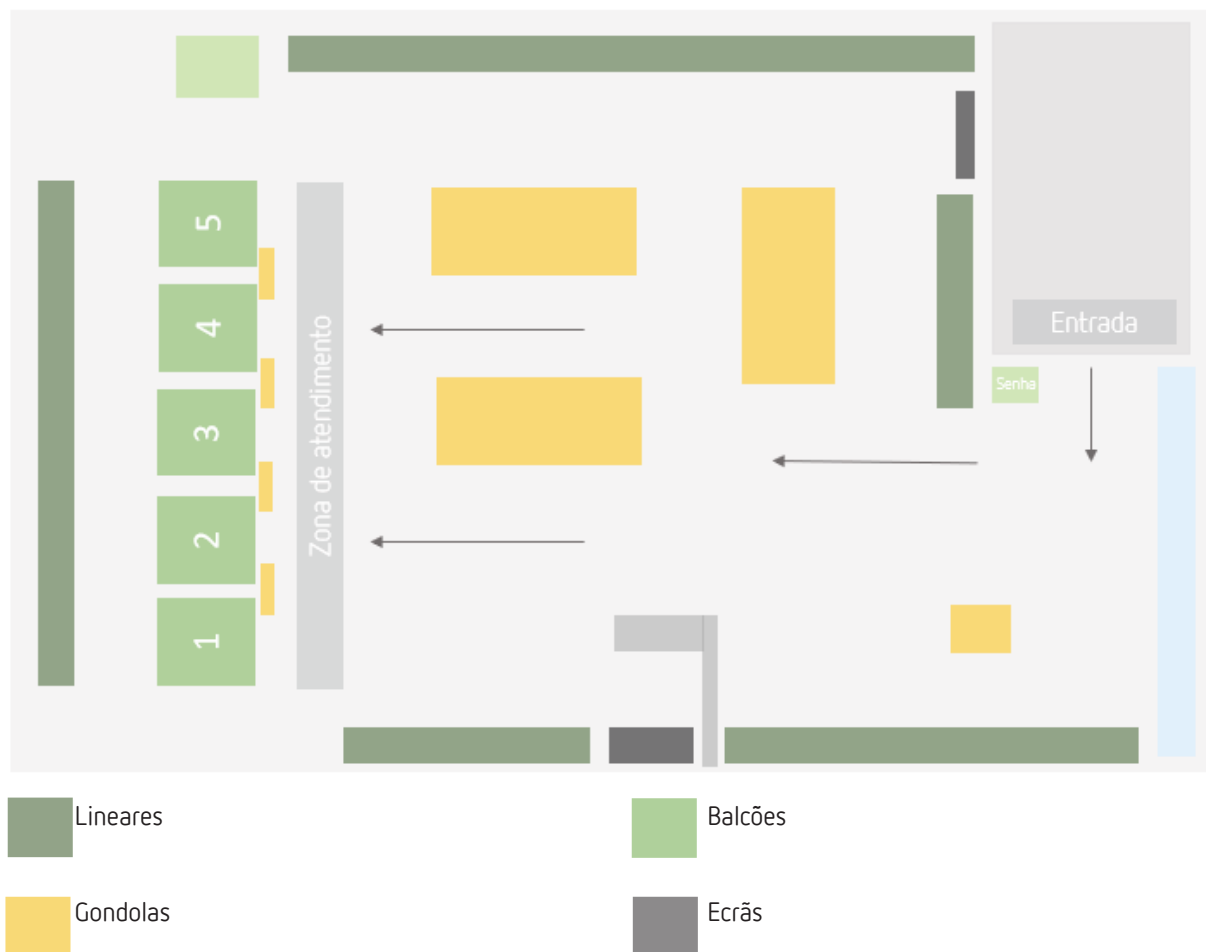 5
4
3
2
1
Zona de atendimento
Entrada
Senha
Lineares
Balcões
Gondolas
Ecrãs